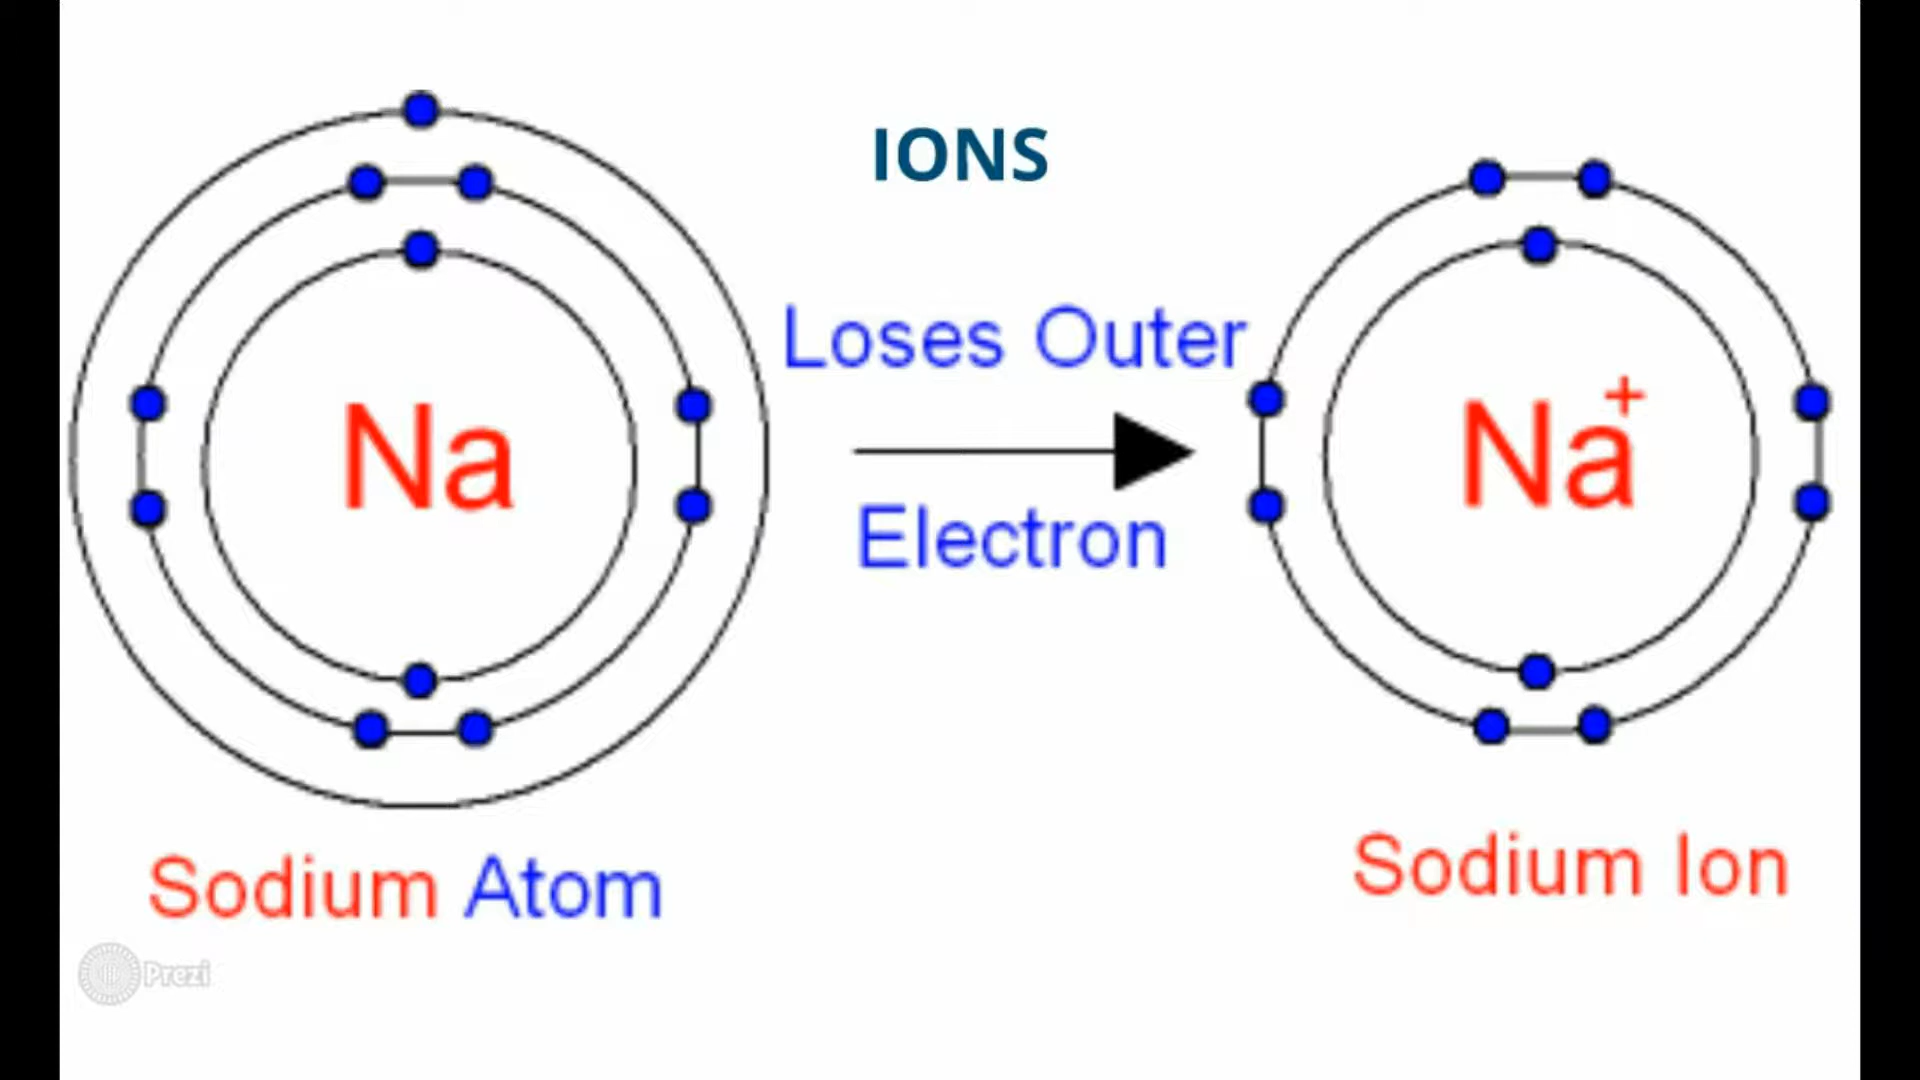 IONS
Loses Outer
Electron
Na
Na+
Sodium Atom
Sodium Ion
Prezi